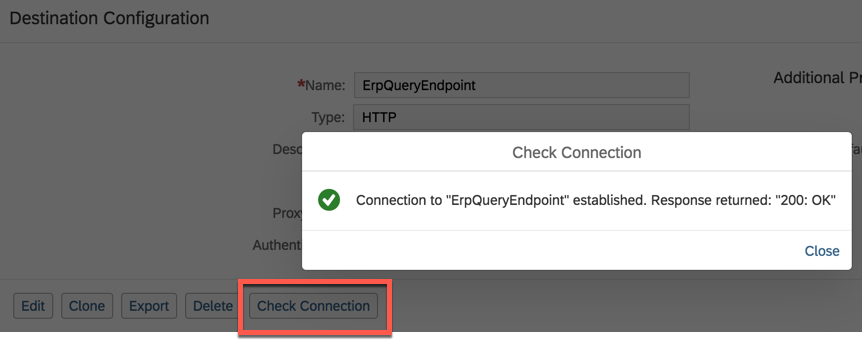 Destination Configuration
*Name: ErpQueryEndpoint
Additional Pr
Type: HTTP
Check Connection
Desc
Connection to "ErpQueryEndpoint" established. Response returned: "200: OK"
Proxy
Authenti
Close
Edit Clone Export Delete Check Connection